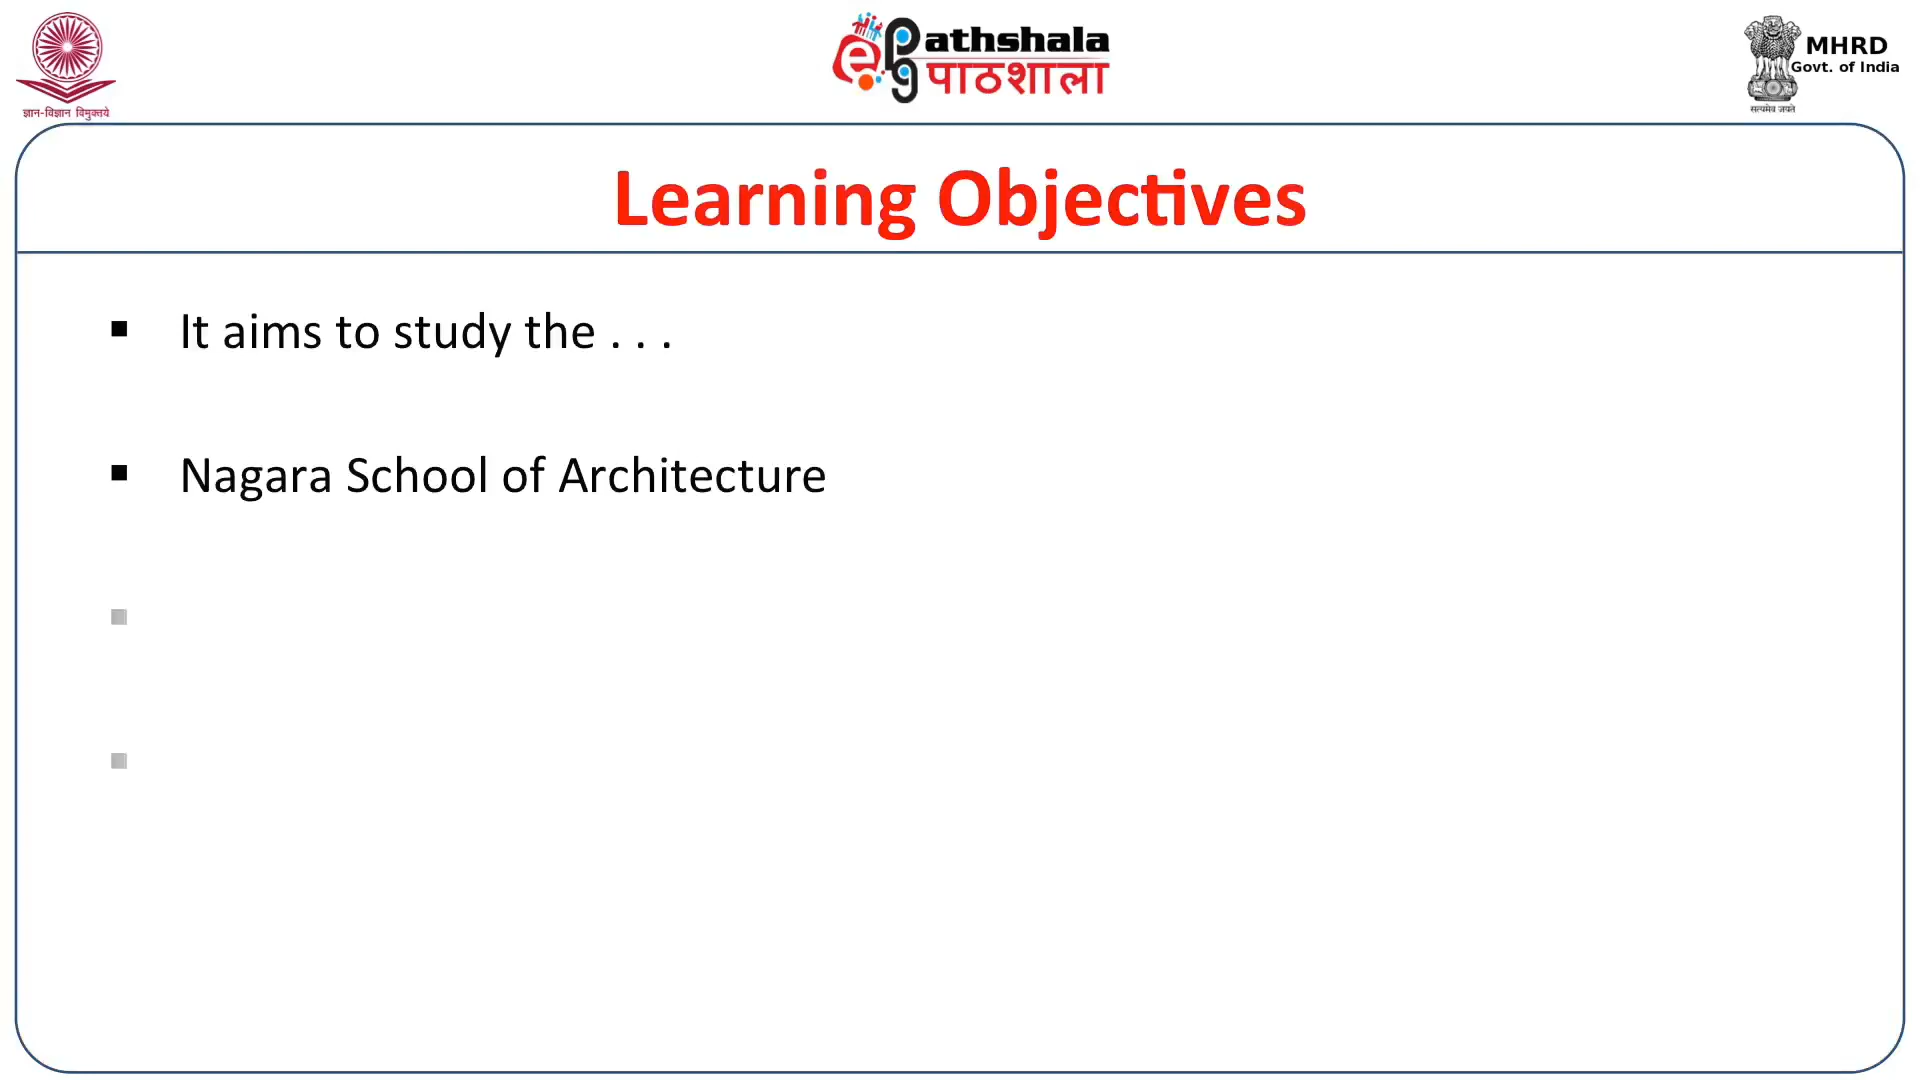 ज्ञान-विज्ञान विमुक्तये
e
PG
Pathshala
पाठशाला
MHRD
Govt. of India
सत्यमेव जयते
Learning Objectives
It aims to study the . . .
Nagara School of Architecture